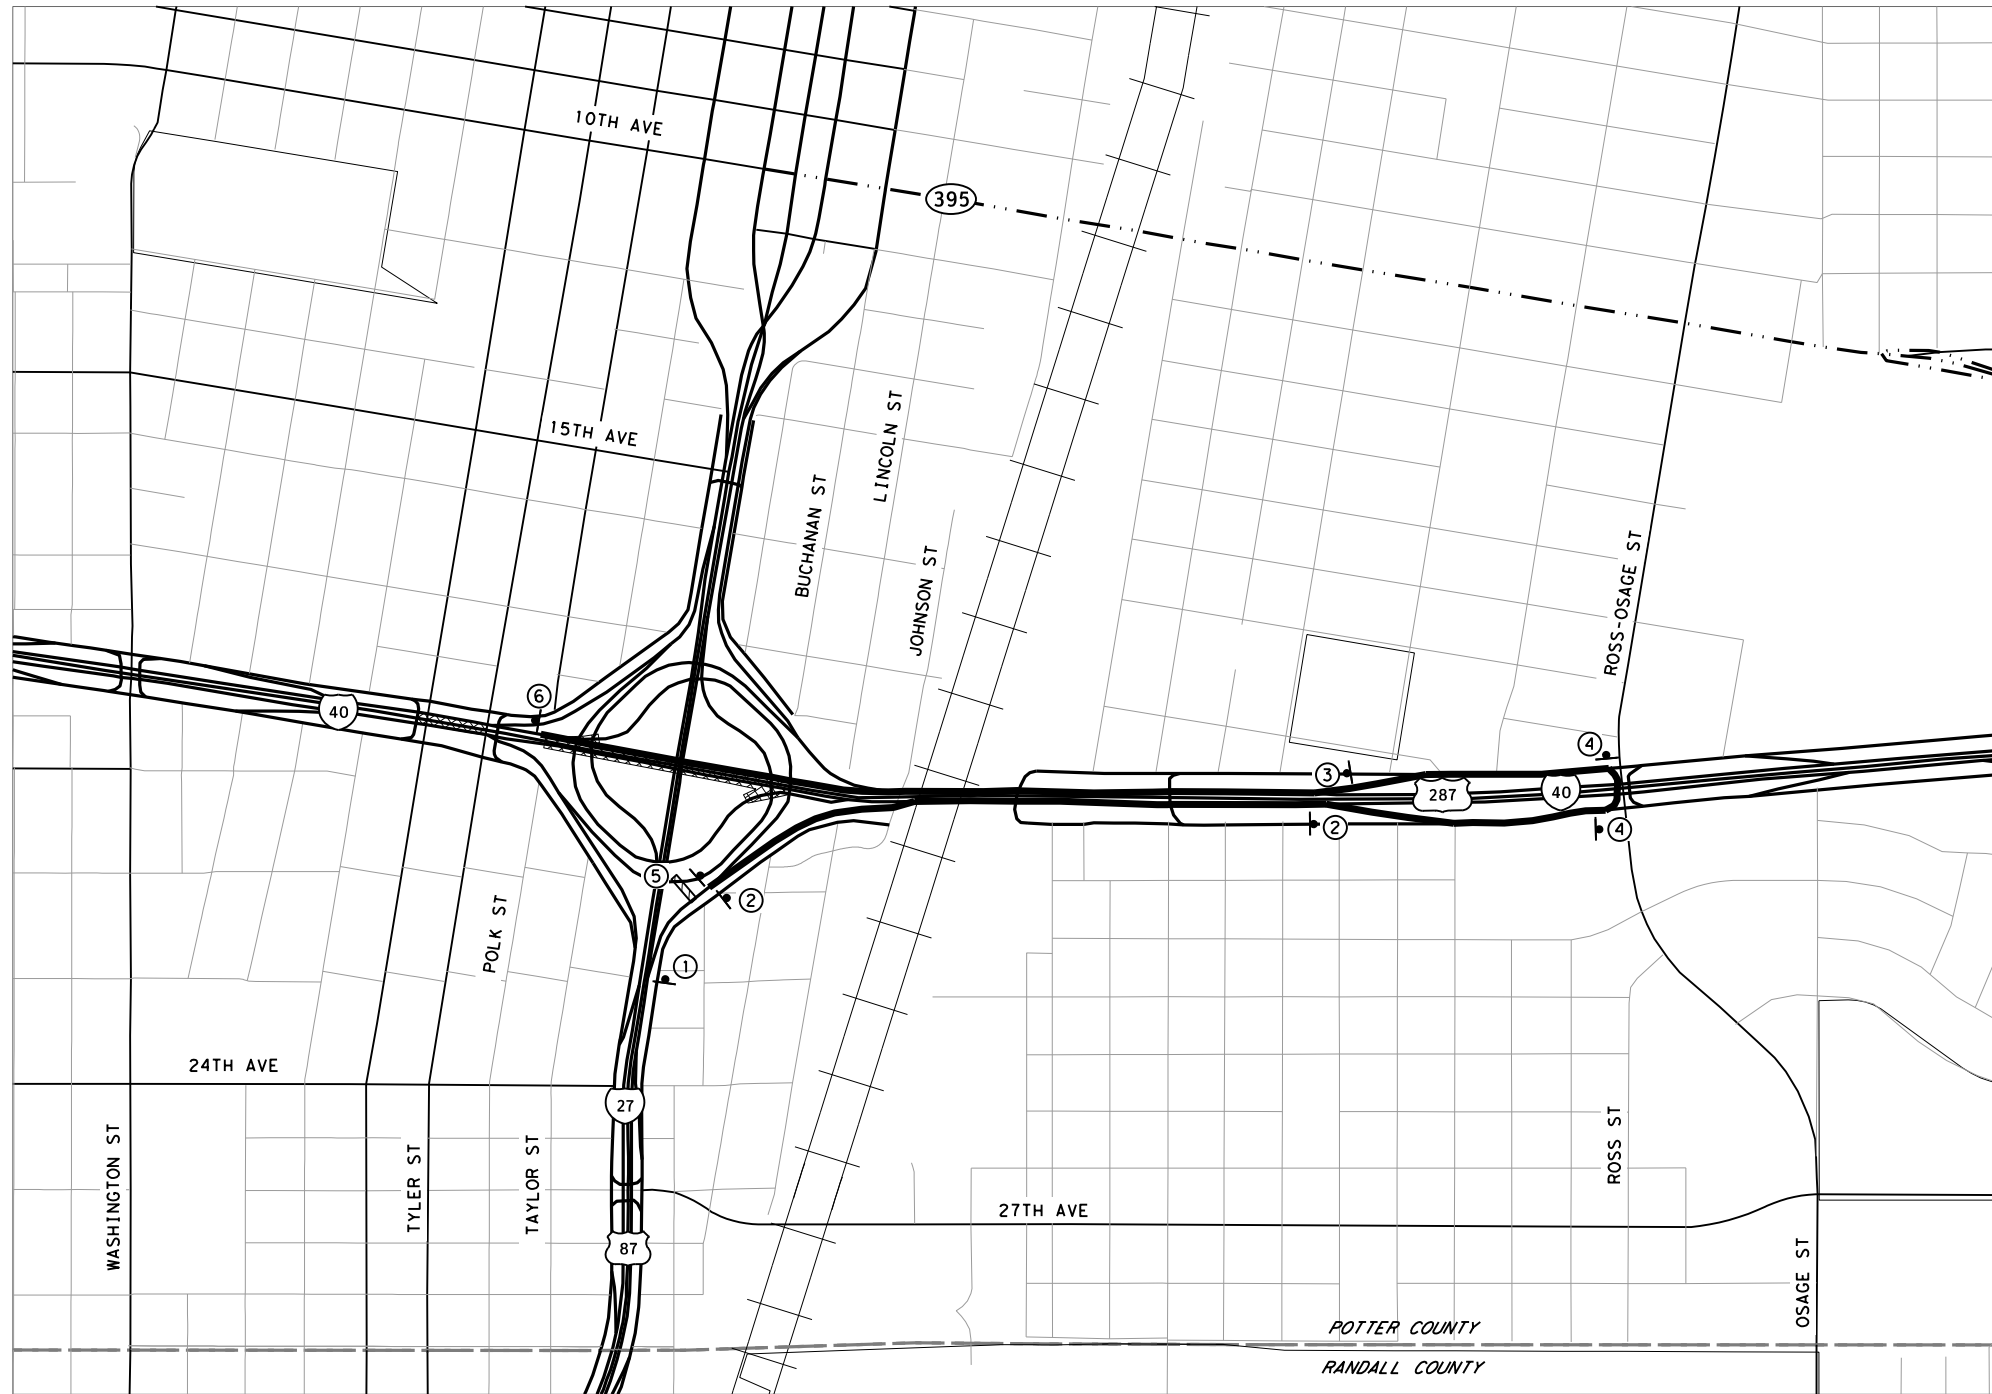 10TH AVE
395
15TH AVE
LINCOLN ST
BUCHANAN ST
JOHNSON ST
ROSS-OSAGE ST
6
40
4
3
287
40
2
4
5
2
POLK ST
1
24TH AVE
27
WASHINGTON ST
TYLER ST
TAYLOR ST
ROSS ST
27TH AVE
87
OSAGE ST
POTTER COUNTY
RANDALL COUNTY